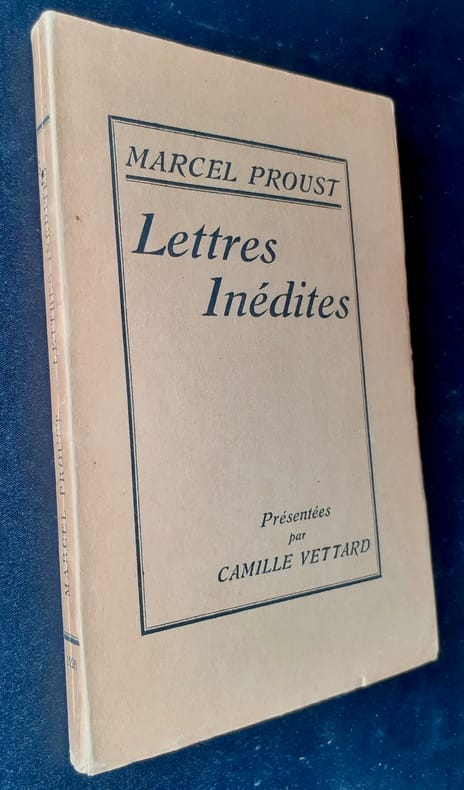 MARCEL PROUST
Lettres
Inédites
Présentées
par
CAMILLE VETTARD
MARCEL PROUST LETTRES INÉDITES